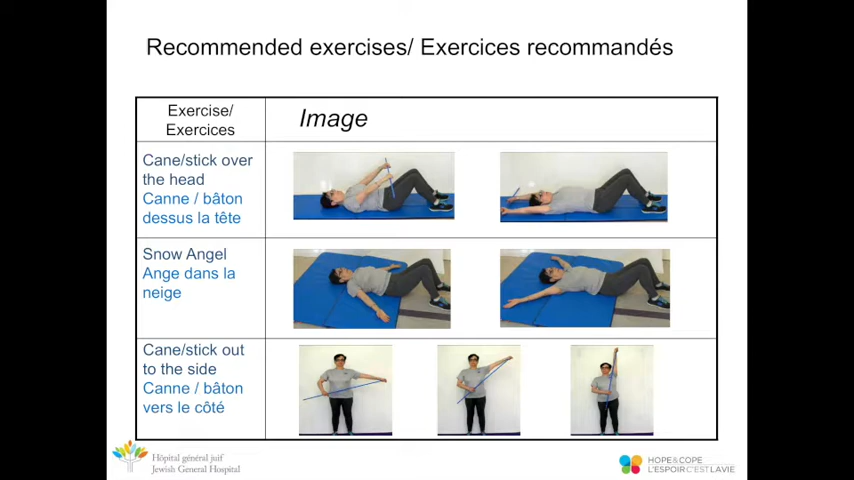 Recommended exercises/ Exercices recommandés
Exercise/
Exercices
Image
Cane/stick over
the head
Canne / bâton
dessus la tête
Snow Angel
Ange dans la
neige
Cane/stick out
to the side
Canne / bâton
vers le côté
Hôpital général juif
Jewish General Hospital
HOPE&COPE
L'ESPOIR C'EST LA VIE